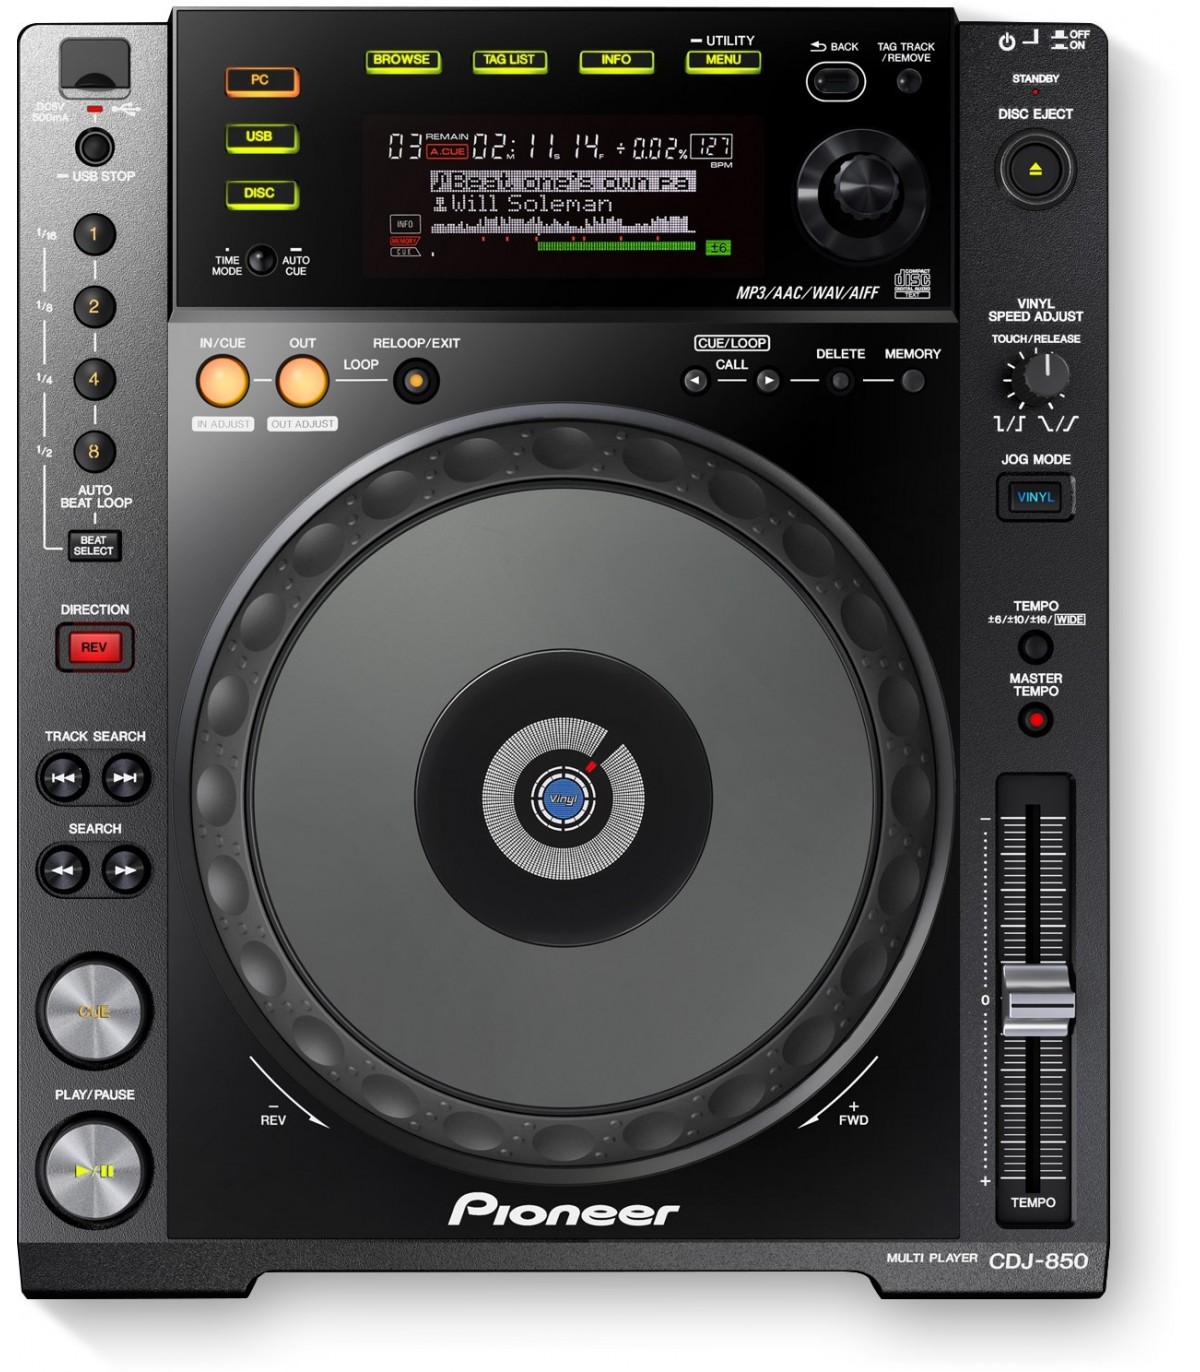 BROWSE
TAG LIST
INFO
UTILITY
MENU
BACK
TAG TRACK
/REMOVE
OFF
ON
STANDBY
DISC EJECT
DC5V
500mA
USB STOP
PC
USB
DISC
TIME
MODE
AUTO
CUE
03 REMAIN A.CUE 02:M 11.S 14.F ÷0.02% 127
BPM
Beat one's own pa
Will Soleman
INFO
MEMORY
CUE
±6
MP3/AAC/WAV/AIFF
COMPACT
disc
DIGITAL AUDIO
TEXT
1/16
1
1/8
2
1/4
4
1/2
8
AUTO
BEAT LOOP
BEAT
SELECT
IN/CUE
OUT
RELOOP/EXIT
LOOP
IN ADJUST
OUT ADJUST
CUE/LOOP
CALL
DELETE
MEMORY
VINYL
SPEED ADJUST
TOUCH/RELEASE
JOG MODE
VINYL
DIRECTION
REV
TEMPO
±6/±10/±16/WIDE
MASTER
TEMPO
TRACK SEARCH
SEARCH
Vinyl
CUE
PLAY/PAUSE
−
0
+
TEMPO
−
REV
+
FWD
Pioneer
MULTI PLAYER CDJ-850